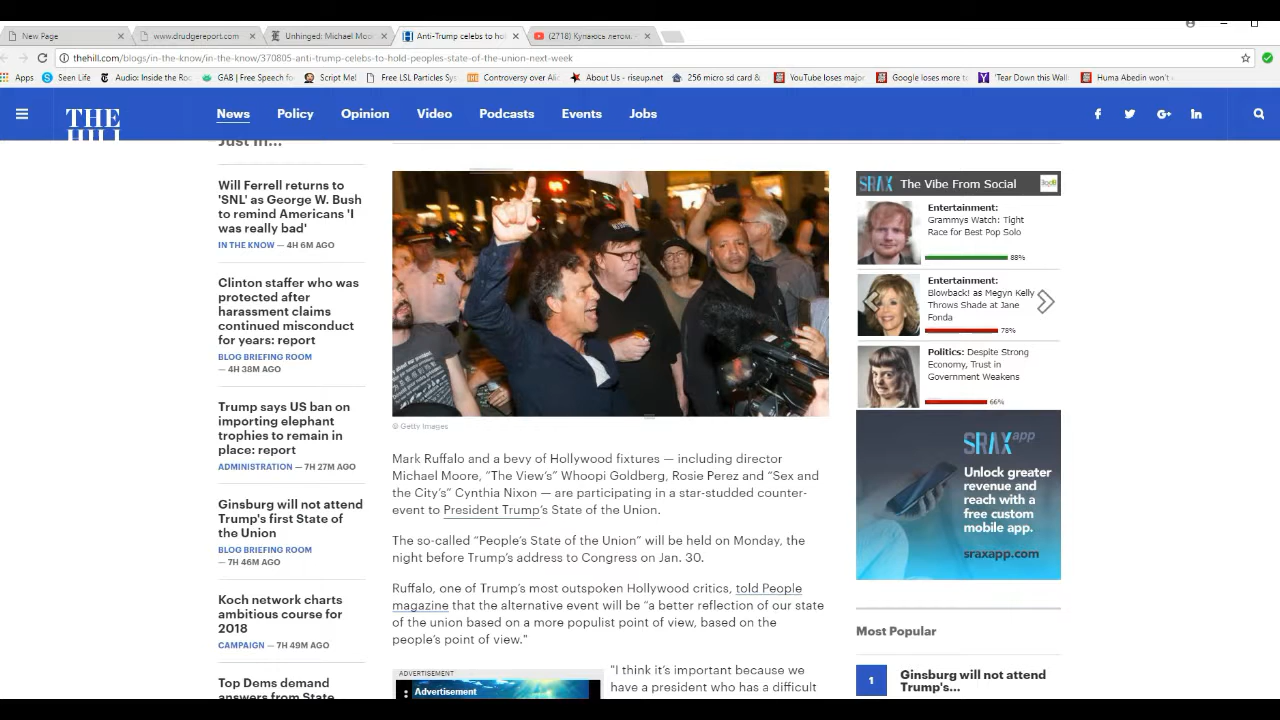 New Page
www.drudgereport.com
Unhinged: Michael Moo
Anti-Trump celebs to hol
(2718) Купаюсь летом.
thehill.com/blogs/in-the-know/in-the-know/370805-anti-trump-celebs-to-hold-peoples-state-of-the-union-next-week
Apps
Seen Life
Audio: Inside the Ro
GAB | Free Speech fo
Script Me!
Free LSL Particles Sy
Controversy over Ali
About Us - riseup.net
256 micro sd card &
YouTube loses major
Google loses more t
'Tear Down this Wall
Huma Abedin won't
THE
HILL
News
Policy
Opinion
Video
Podcasts
Events
Jobs
Just In...
Will Ferrell returns to
'SNL' as George W. Bush
to remind Americans 'I
was really bad'
IN THE KNOW — 4H 6M AGO
Clinton staffer who was
protected after
harassment claims
continued misconduct
for years: report
BLOG BRIEFING ROOM
— 4H 38M AGO
Trump says US ban on
importing elephant
trophies to remain in
place: report
ADMINISTRATION — 7H 27M AGO
Ginsburg will not attend
Trump's first State of
the Union
BLOG BRIEFING ROOM
— 7H 46M AGO
Koch network charts
ambitious course for
2018
CAMPAIGN — 7H 49M AGO
Top Dems demand
answers from State
© Getty Images
Mark Ruffalo and a bevy of Hollywood fixtures — including director
Michael Moore, “The View’s” Whoopi Goldberg, Rosie Perez and “Sex and
the City’s” Cynthia Nixon — are participating in a star-studded counter-
event to President Trump’s State of the Union.
The so-called “People’s State of the Union” will be held on Monday, the
night before Trump’s address to Congress on Jan. 30.
Ruffalo, one of Trump’s most outspoken Hollywood critics, told People
magazine that the alternative event will be “a better reflection of our state
of the union based on a more populist point of view, based on the
people’s point of view."
ADVERTISEMENT
Advertisement
"I think it’s important because we
have a president who has a difficult
SRAX The Vibe From Social
Entertainment:
Grammys Watch: Tight
Race for Best Pop Solo
88%
Entertainment:
Blowback! as Megyn Kelly
Throws Shade at Jane
Fonda
78%
Politics: Despite Strong
Economy, Trust in
Government Weakens
66%
SRAXapp
Unlock greater
revenue and
reach with a
free custom
mobile app.
sraxapp.com
Most Popular
1
Ginsburg will not attend
Trump's...